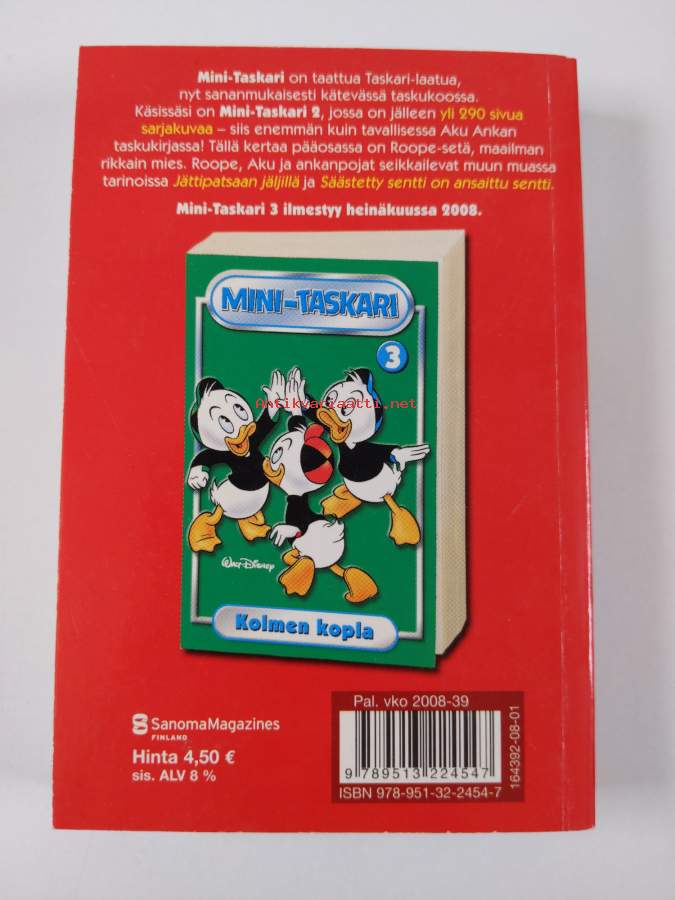 Mini-Taskari on taattua Taskari-laatua,
nyt sananmukaisesti kätevässä taskukoossa.
Käsissäsi on Mini-Taskari 2, jossa on jälleen yli 290 sivua
sarjakuvaa – siis enemmän kuin tavallisessa Aku Ankan
taskukirjassa! Tällä kertaa pääosassa on Roope-setä, maailman
rikkain mies. Roope, Aku ja ankanpojat seikkailevat muun muassa
tarinoissa Jättipatsaan jäljillä ja Säästetty sentti on ansaittu sentti.
Mini-Taskari 3 ilmestyy heinäkuussa 2008.
MINI-TASKARI
3
Antikvariaatti.net
Walt Disney
Kolmen kopla
SanomaMagazines
FINLAND
Hinta 4,50 €
sis. ALV 8 %
Pal. vko 2008-39
9 789513 224547
ISBN 978-951-32-2454-7
164392-08-01